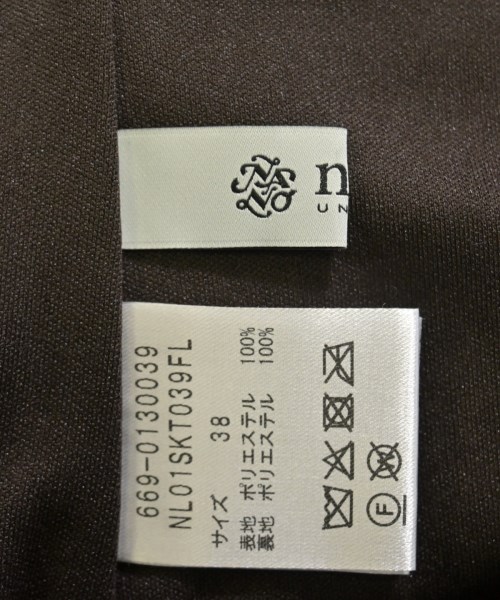 669-0130039
NL01SKT039FL
サイズ 38
表地 ポリエステル 100%
裏地 ポリエステル 100%
F